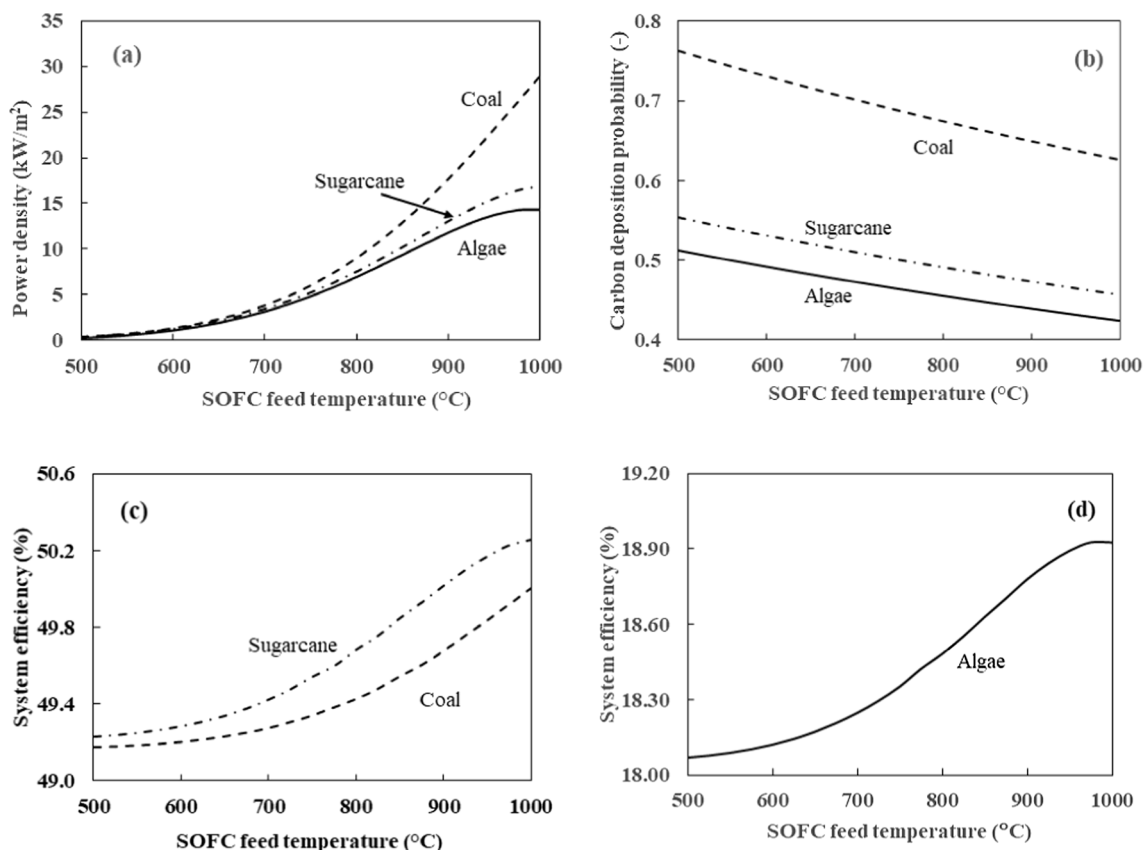 (a)
Power density (kW/m²)
35
30
25
20
15
10
5
0
Coal
Sugarcane
Algae
500 600 700 800 900 1000
SOFC feed temperature (°C)
(b)
Carbon deposition probability (-)
0.8
0.7
0.6
0.5
0.4
Coal
Sugarcane
Algae
500 600 700 800 900 1000
SOFC feed temperature (°C)
(c)
System efficiency (%)
50.6
50.2
49.8
49.4
49.0
Sugarcane
Coal
500 600 700 800 900 1000
SOFC feed temperature (°C)
(d)
System efficiency (%)
19.20
18.90
18.60
18.30
18.00
Algae
500 600 700 800 900 1000
SOFC feed temperature (°C)